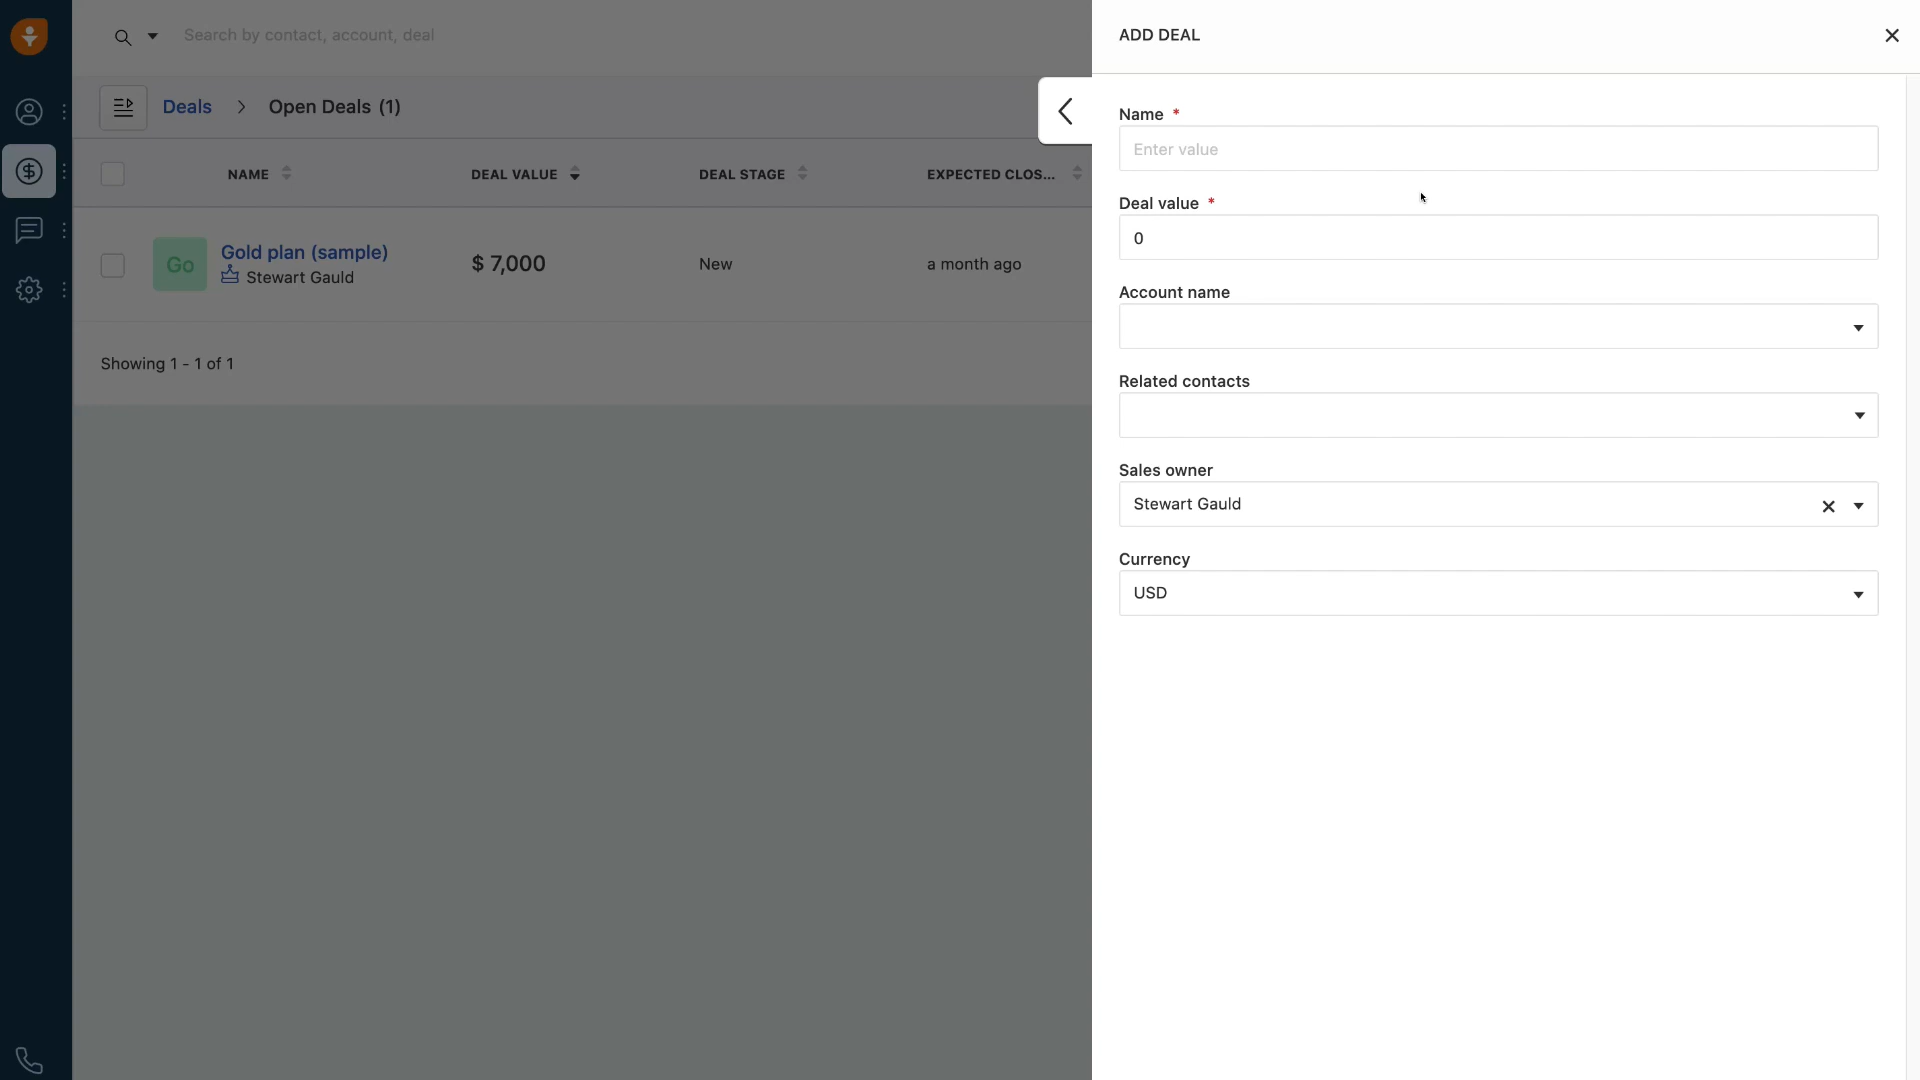 Search by contact, account, deal
Deals > Open Deals (1)
NAME DEAL VALUE DEAL STAGE EXPECTED CLOS...
Go
Gold plan (sample)
Stewart Gauld
$ 7,000
New
a month ago
Showing 1 - 1 of 1
ADD DEAL
Name *
Enter value
Deal value *
0
Account name
Related contacts
Sales owner
Stewart Gauld
Currency
USD